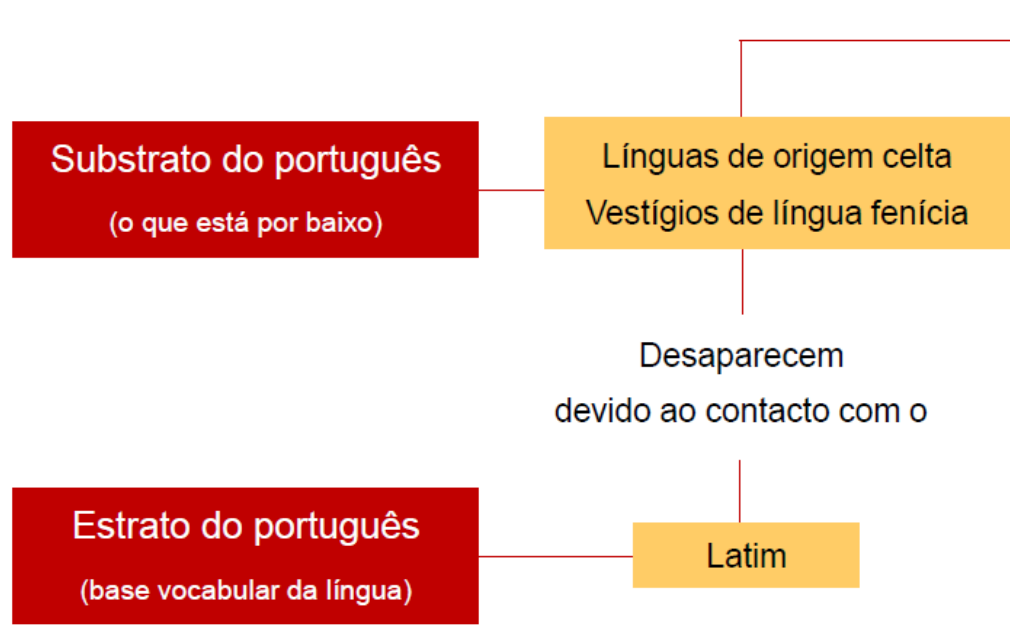 Substrato do português
(o que está por baixo)
Línguas de origem celta
Vestígios de língua fenícia
Desaparecem
devido ao contacto com o
Estrato do português
(base vocabular da língua)
Latim